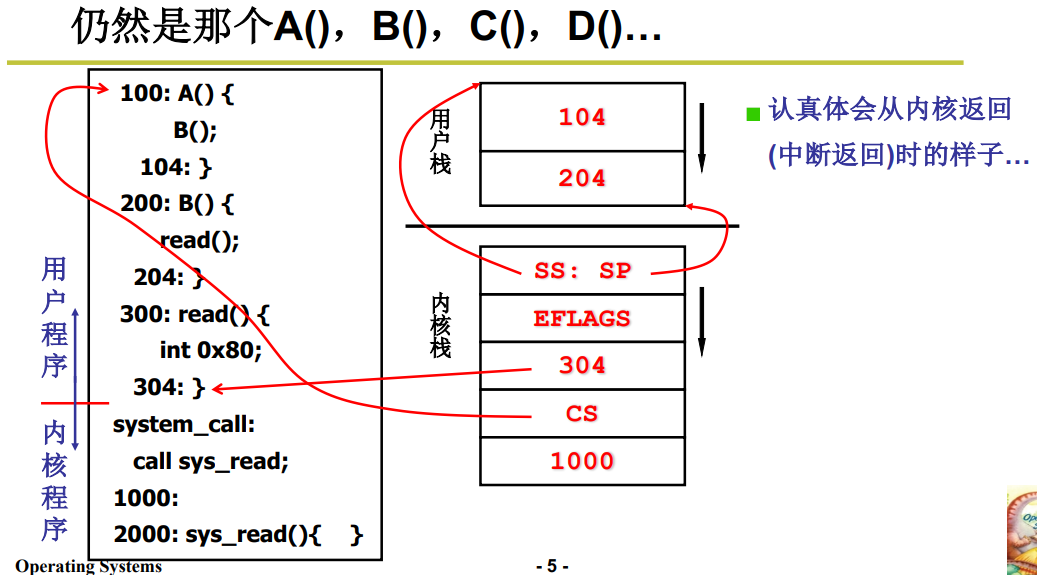 仍然是那个A()，B()，C()，D()…
100: A() {
B();
104: }
200: B() {
read();
204: }
300: read() {
int 0x80;
304: }
system_call:
call sys_read;
1000:
2000: sys_read(){ }
用户程序
内核程序
用户栈
104
204
内核栈
SS: SP
EFLAGS
304
CS
1000
认真体会从内核返回
(中断返回)时的样子…
Operating Systems
- 5 -